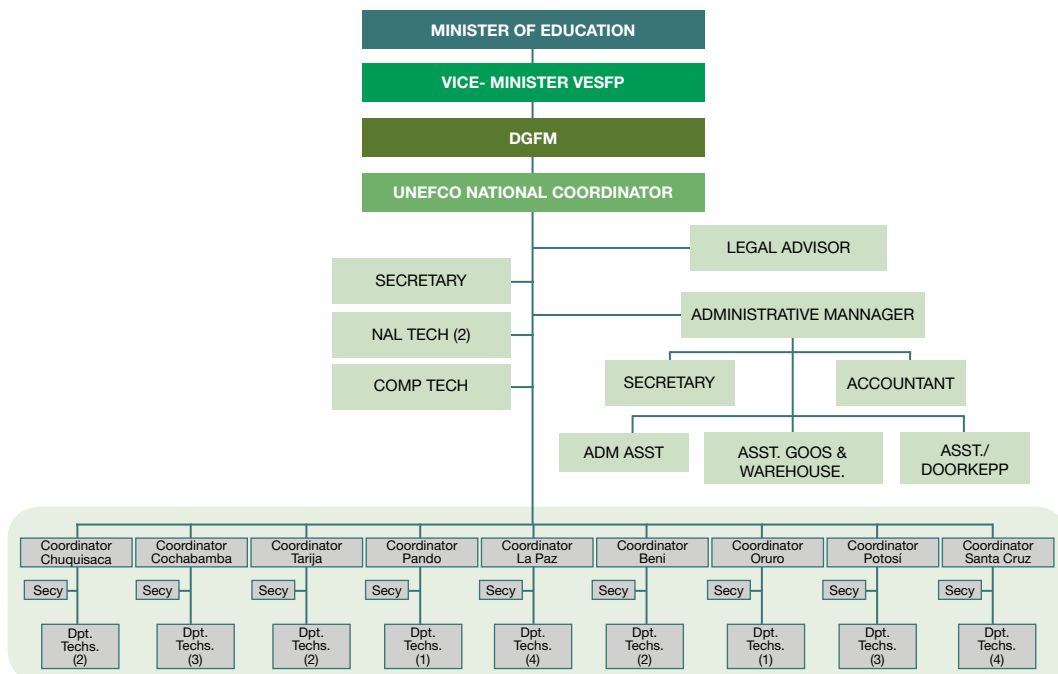 MINISTER OF EDUCATION
VICE- MINISTER VESFP
DGFM
UNEFCO NATIONAL COORDINATOR
LEGAL ADVISOR
SECRETARY
ADMINISTRATIVE MANNAGER
NAL TECH (2)
COMP TECH
SECRETARY
ACCOUNTANT
ADM ASST
ASST. GOOS &
WAREHOUSE.
ASST./
DOORKEPP
Coordinator
Chuquisaca
Coordinator
Cochabamba
Coordinator
Tarija
Coordinator
Pando
Coordinator
La Paz
Coordinator
Beni
Coordinator
Oruro
Coordinator
Potosí
Coordinator
Santa Cruz
Secy
Secy
Secy
Secy
Secy
Secy
Secy
Secy
Secy
Dpt.
Techs.
(2)
Dpt.
Techs.
(3)
Dpt.
Techs.
(2)
Dpt.
Techs.
(1)
Dpt.
Techs.
(4)
Dpt.
Techs.
(2)
Dpt.
Techs.
(1)
Dpt.
Techs.
(3)
Dpt.
Techs.
(4)